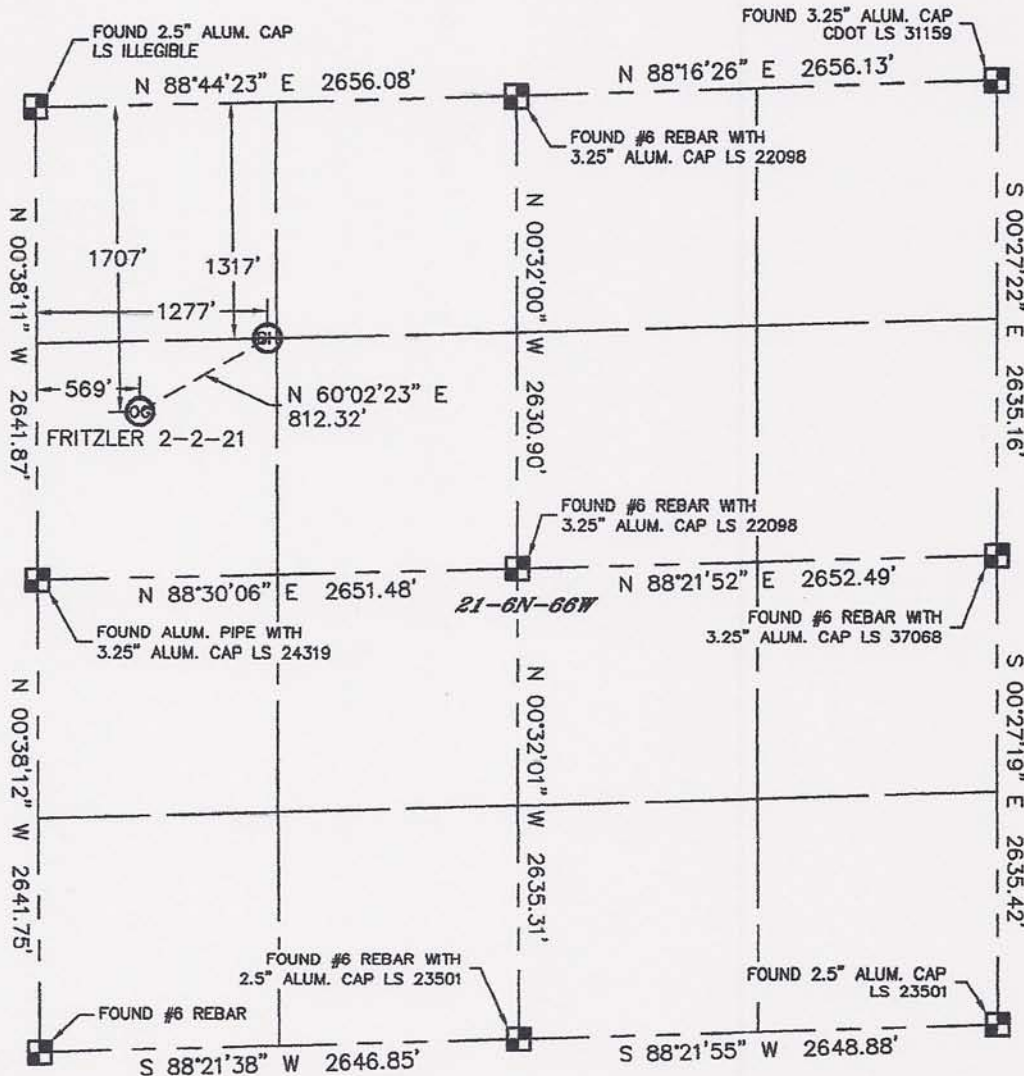 FOUND 2.5" ALUM. CAP
LS ILLEGIBLE
FOUND 3.25" ALUM. CAP
CDOT LS 31159
N 88°44'23" E 2656.08'
N 88°16'26" E 2656.13'
FOUND #6 REBAR WITH
3.25" ALUM. CAP LS 22098
N 00°38'11" W 2641.87'
1707'
1317'
1277'
BH
569'
OG
N 60°02'23" E
812.32'
FRITZLER 2-2-21
N 00°32'00" W 2630.90'
S 00°27'22" E 2635.16'
FOUND #6 REBAR WITH
3.25" ALUM. CAP LS 22098
N 88°30'06" E 2651.48'
21-6N-66W
N 88°21'52" E 2652.49'
FOUND ALUM. PIPE WITH
3.25" ALUM. CAP LS 24319
FOUND #6 REBAR WITH
3.25" ALUM. CAP LS 37068
N 00°38'12" W 2641.75'
N 00°32'01" W 2635.31'
S 00°27'19" E 2635.42'
FOUND #6 REBAR WITH
2.5" ALUM. CAP LS 23501
FOUND 2.5" ALUM. CAP
LS 23501
FOUND #6 REBAR
S 88°21'38" W 2646.85'
S 88°21'55" W 2648.88'